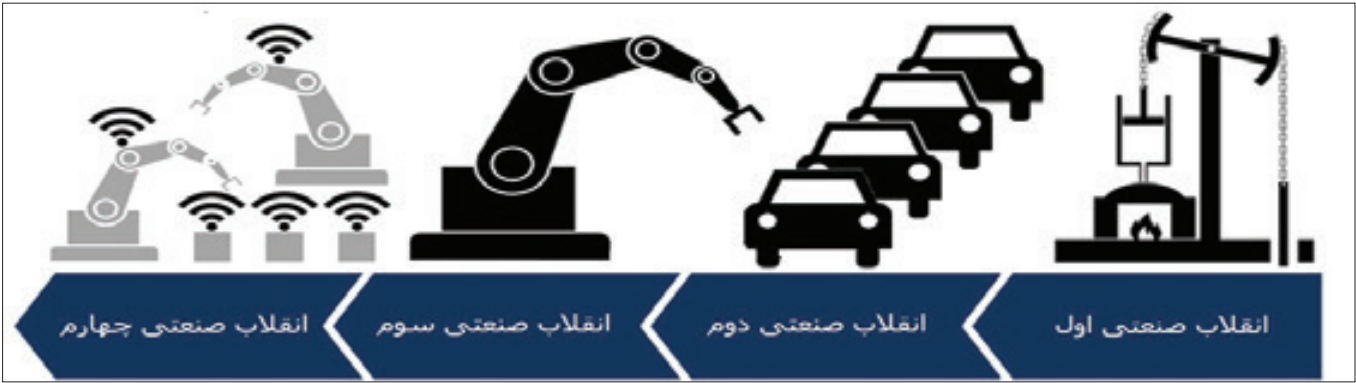 انقلاب صنعتی اول
انقلاب صنعتی دوم
انقلاب صنعتی سوم
انقلاب صنعتی چهارم